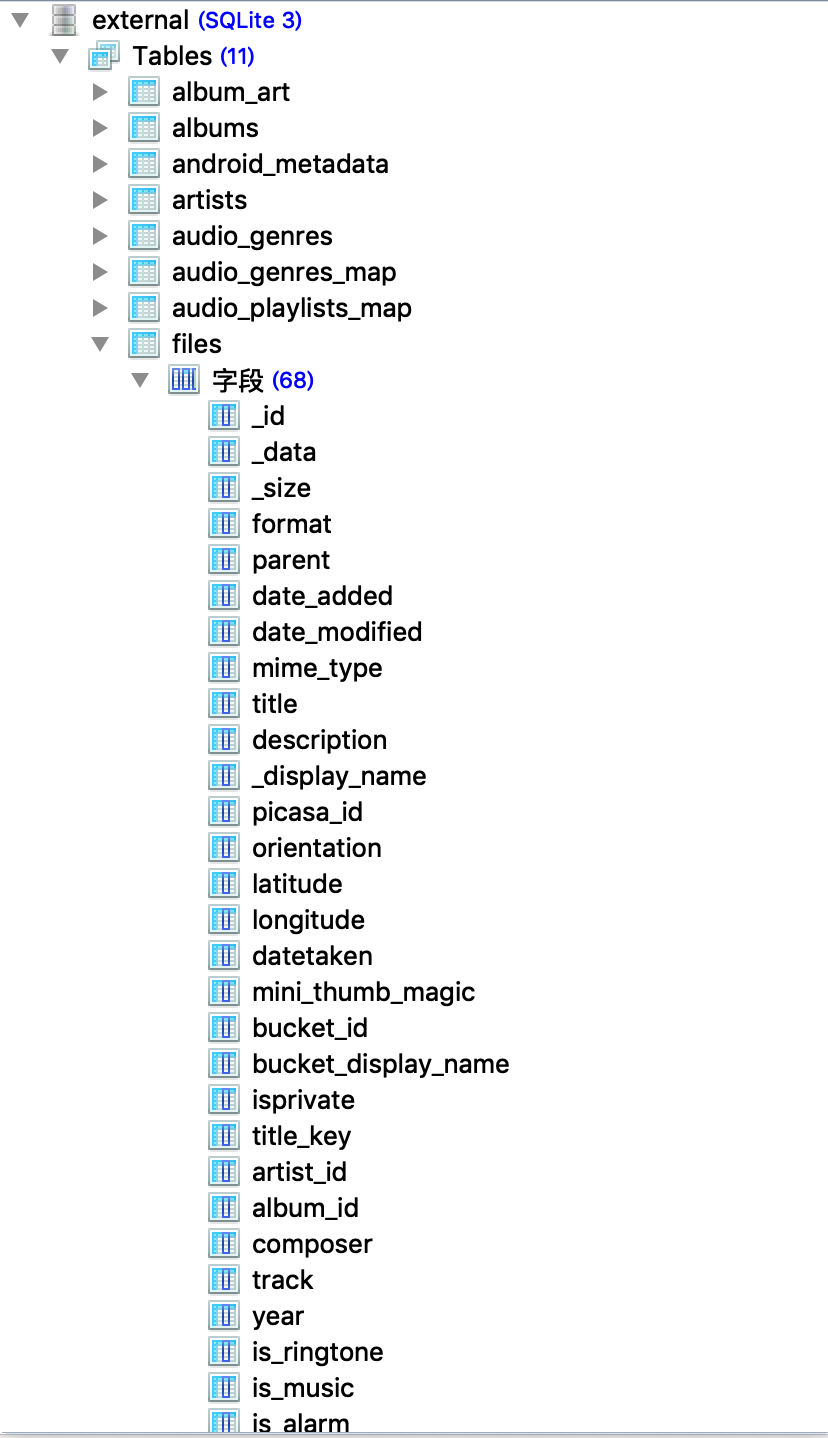 external (SQLite 3)
Tables (11)
album_art
albums
android_metadata
artists
audio_genres
audio_genres_map
audio_playlists_map
files
字段 (68)
_id
_data
_size
format
parent
date_added
date_modified
mime_type
title
description
_display_name
picasa_id
orientation
latitude
longitude
datetaken
mini_thumb_magic
bucket_id
bucket_display_name
isprivate
title_key
artist_id
album_id
composer
track
year
is_ringtone
is_music
is_alarm